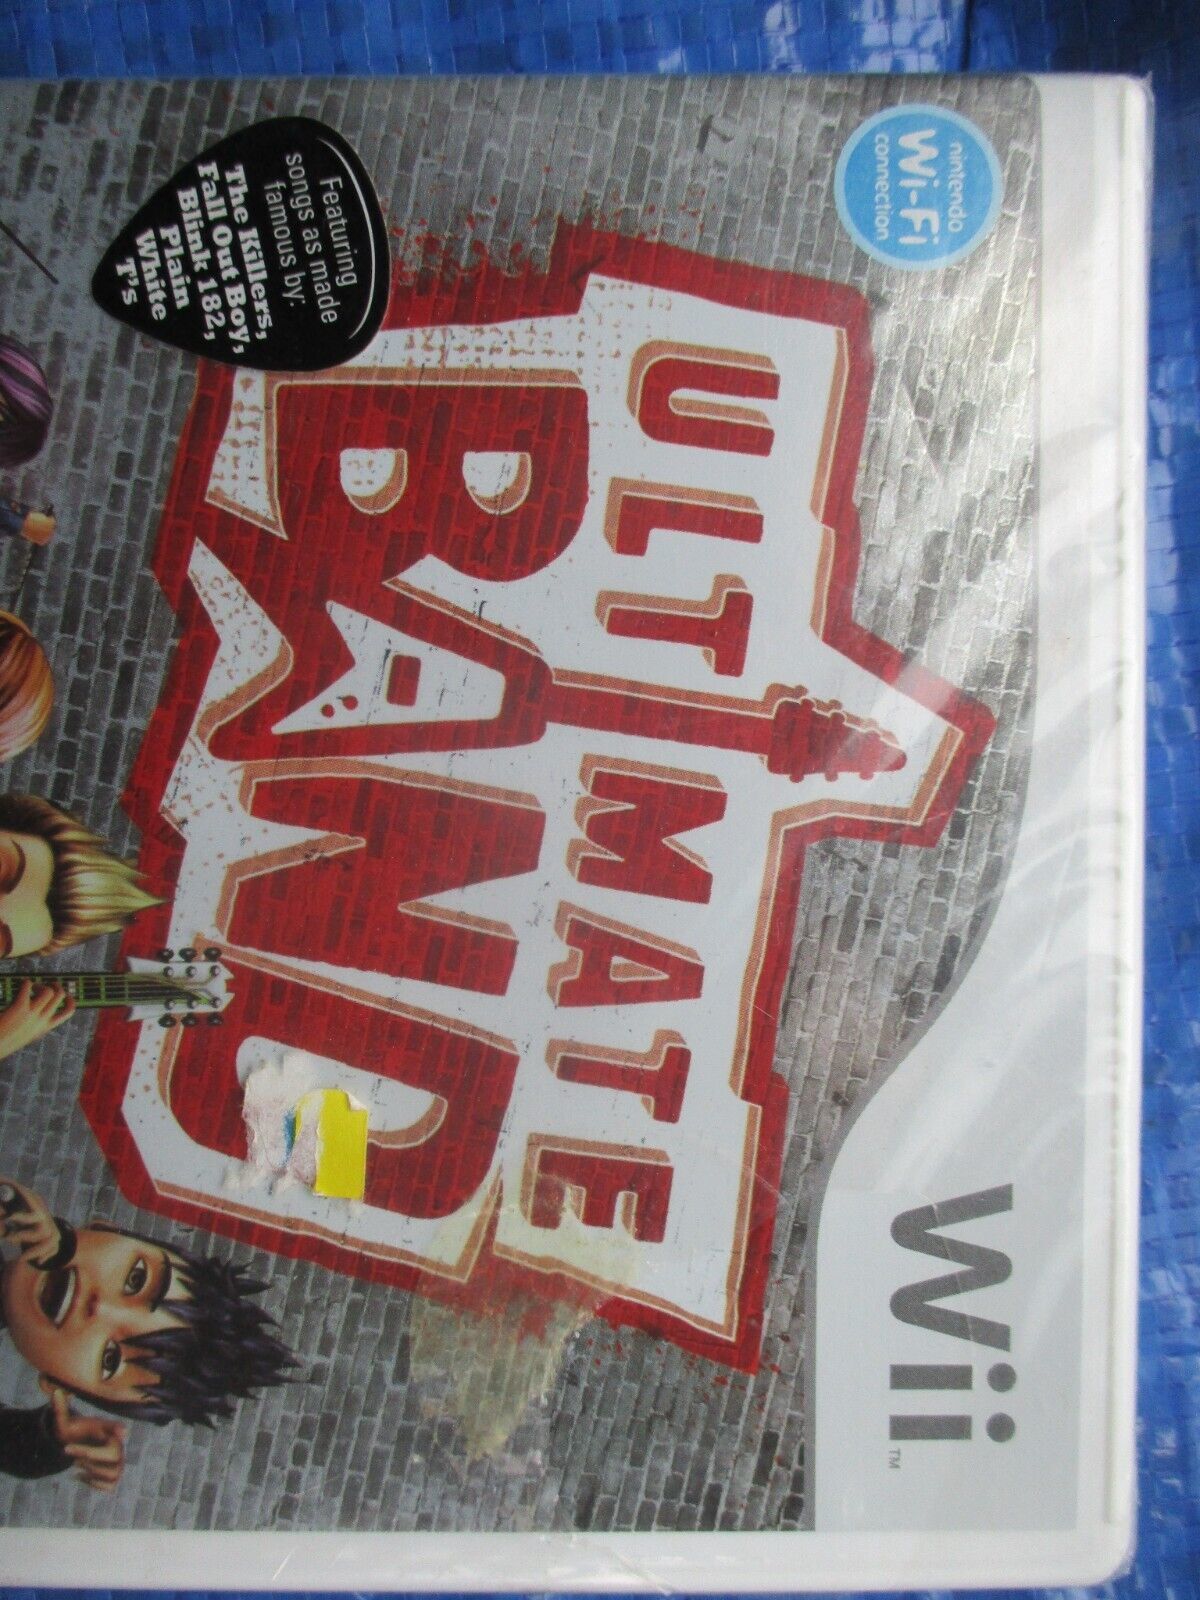 Wii™
nintendo
Wi-Fi
connection
ULTIMATE
BAND
Featuring
songs as made
famous by:
The Killers,
Fall Out Boy,
Blink 182,
Plain
White
T's